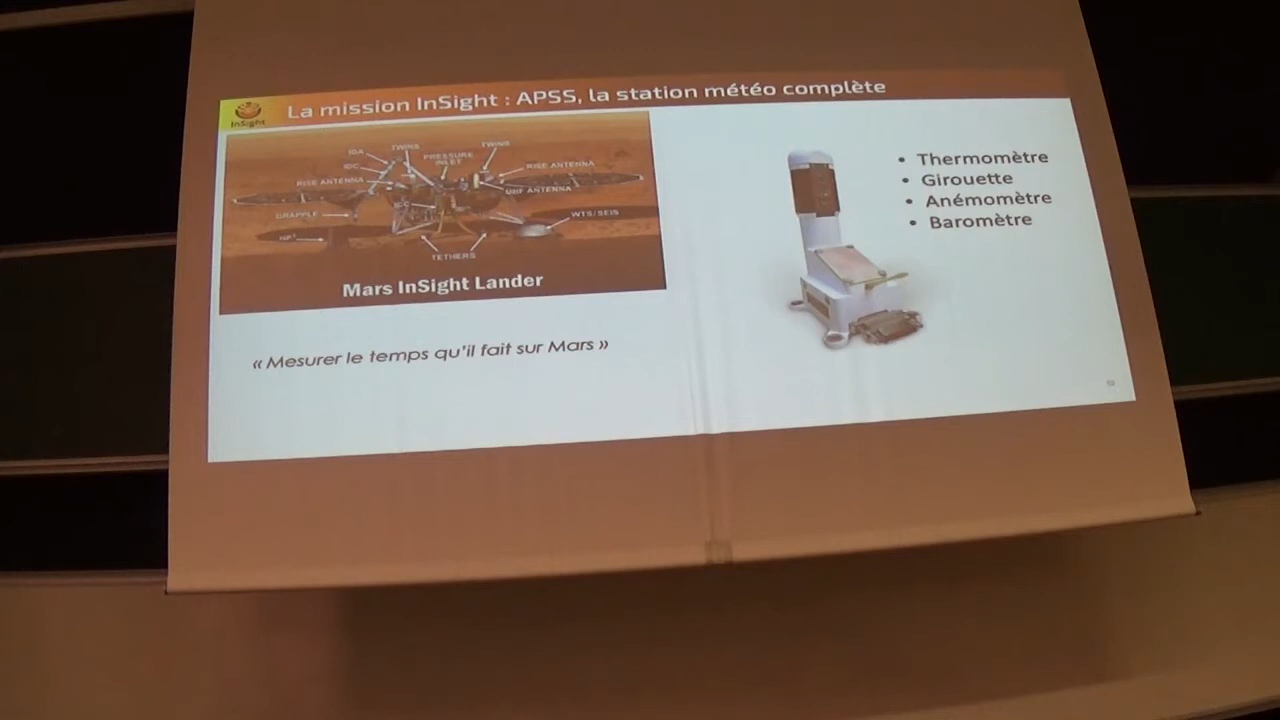 InSight
La mission InSight : APSS, la station météo complète
IDA
TWINS
TWINS
PRESSURE
INLET
IDC
RISE ANTENNA
RISE ANTENNA
UHF ANTENNA
ICC
GRAPPLE
WTS/SEIS
TETHERS
Mars InSight Lander
« Mesurer le temps qu'il fait sur Mars »
• Thermomètre
• Girouette
• Anémomètre
• Baromètre